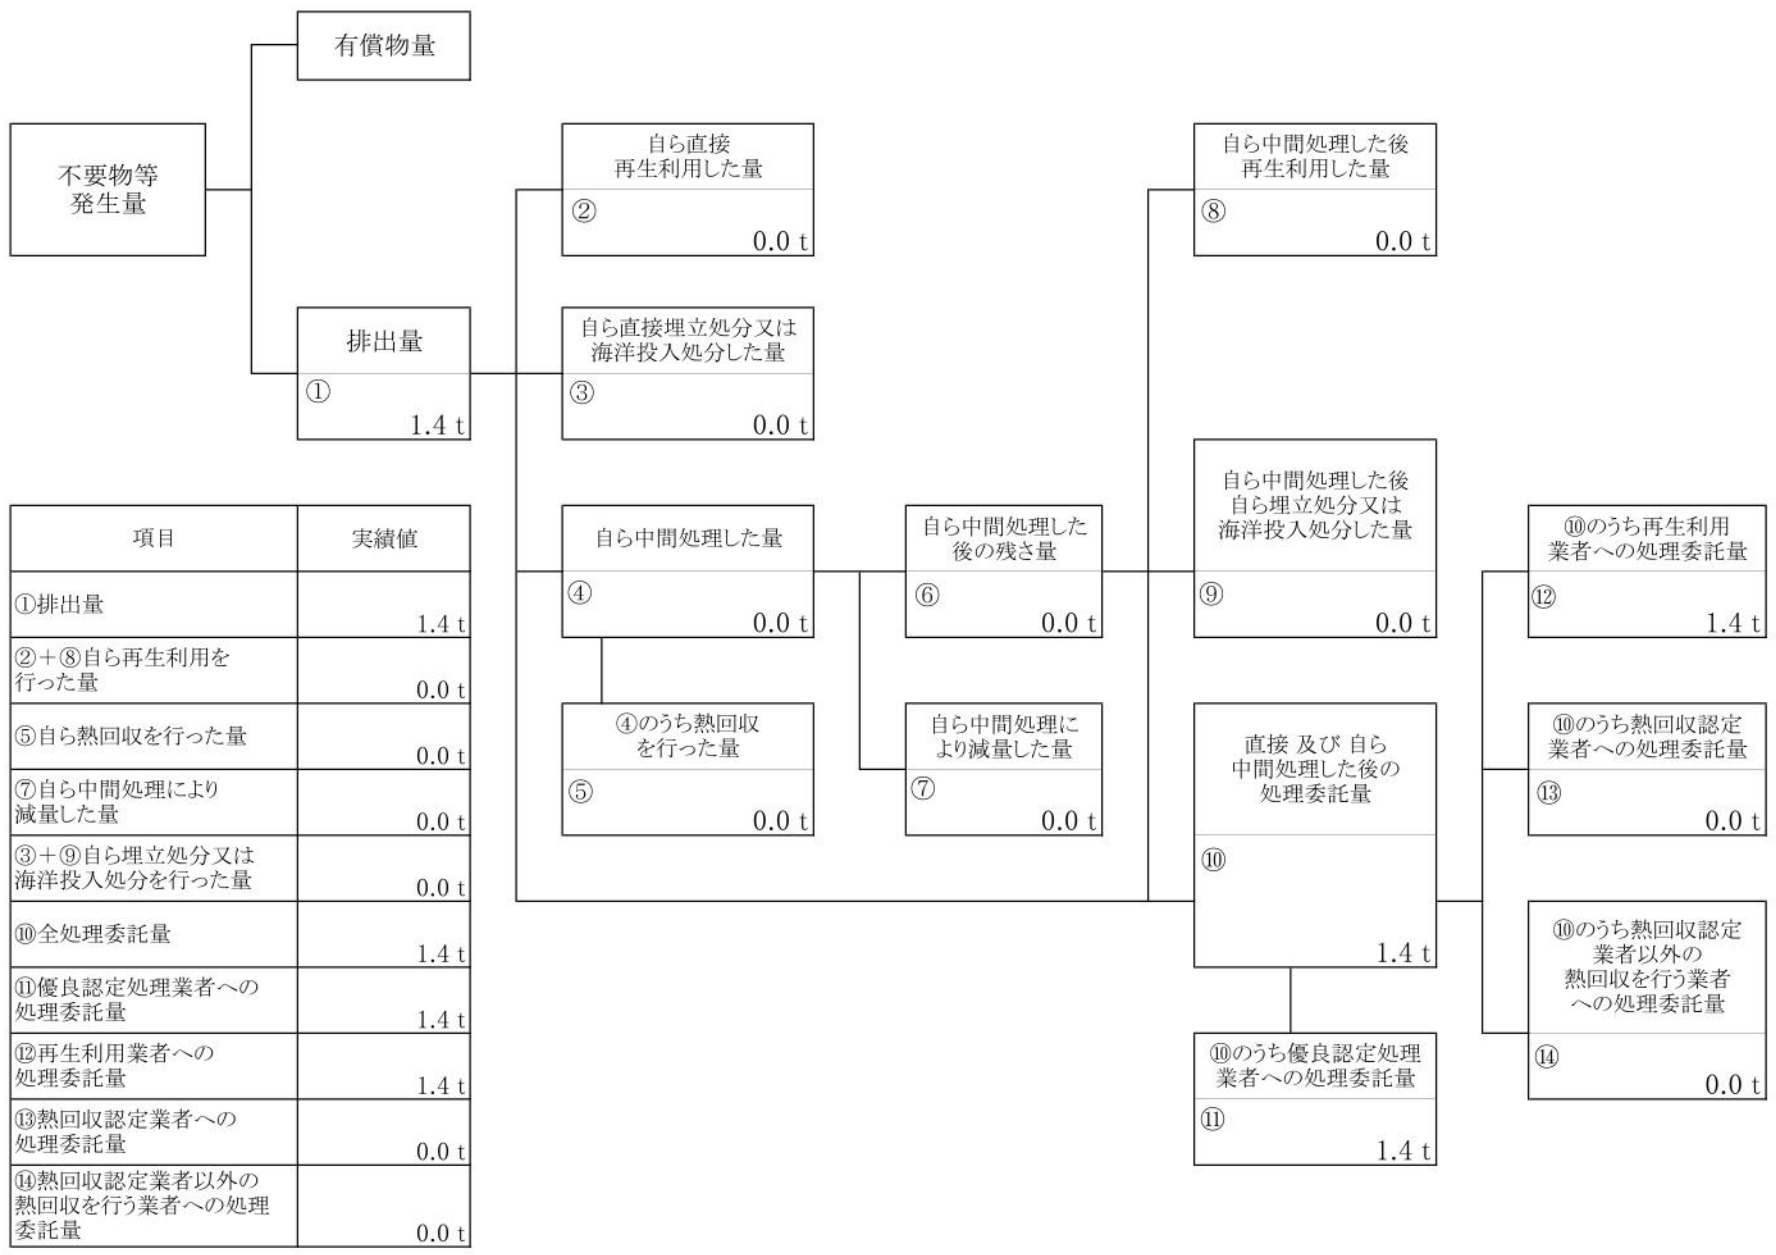 有償物量
不要物等
発生量
自ら直接
再生利用した量
②
0.0 t
自ら中間処理した後
再生利用した量
⑧
0.0 t
排出量
①
1.4 t
自ら直接埋立処分又は
海洋投入処分した量
③
0.0 t
自ら中間処理した量
④
0.0 t
自ら中間処理した
後の残さ量
⑥
0.0 t
自ら中間処理した後
自ら埋立処分又は
海洋投入処分した量
⑨
0.0 t
⑩のうち再生利用
業者への処理委託量
⑫
1.4 t
④のうち熱回収
を行った量
⑤
0.0 t
自ら中間処理に
より減量した量
⑦
0.0 t
直接 及び 自ら
中間処理した後の
処理委託量
⑩
1.4 t
⑩のうち熱回収認定
業者への処理委託量
⑬
0.0 t
⑩のうち熱回収認定
業者以外の
熱回収を行う業者
への処理委託量
⑭
0.0 t
⑩のうち優良認定処理
業者への処理委託量
⑪
1.4 t
項目 実績値
①排出量
1.4 t
②＋⑧自ら再生利用を
行った量
0.0 t
⑤自ら熱回収を行った量
0.0 t
⑦自ら中間処理により
減量した量
0.0 t
③＋⑨自ら埋立処分又は
海洋投入処分を行った量
0.0 t
⑩全処理委託量
1.4 t
⑪優良認定処理業者への
処理委託量
1.4 t
⑫再生利用業者への
処理委託量
1.4 t
⑬熱回収認定業者への
処理委託量
0.0 t
⑭熱回収認定業者以外の
熱回収を行う業者への処理
委託量
0.0 t